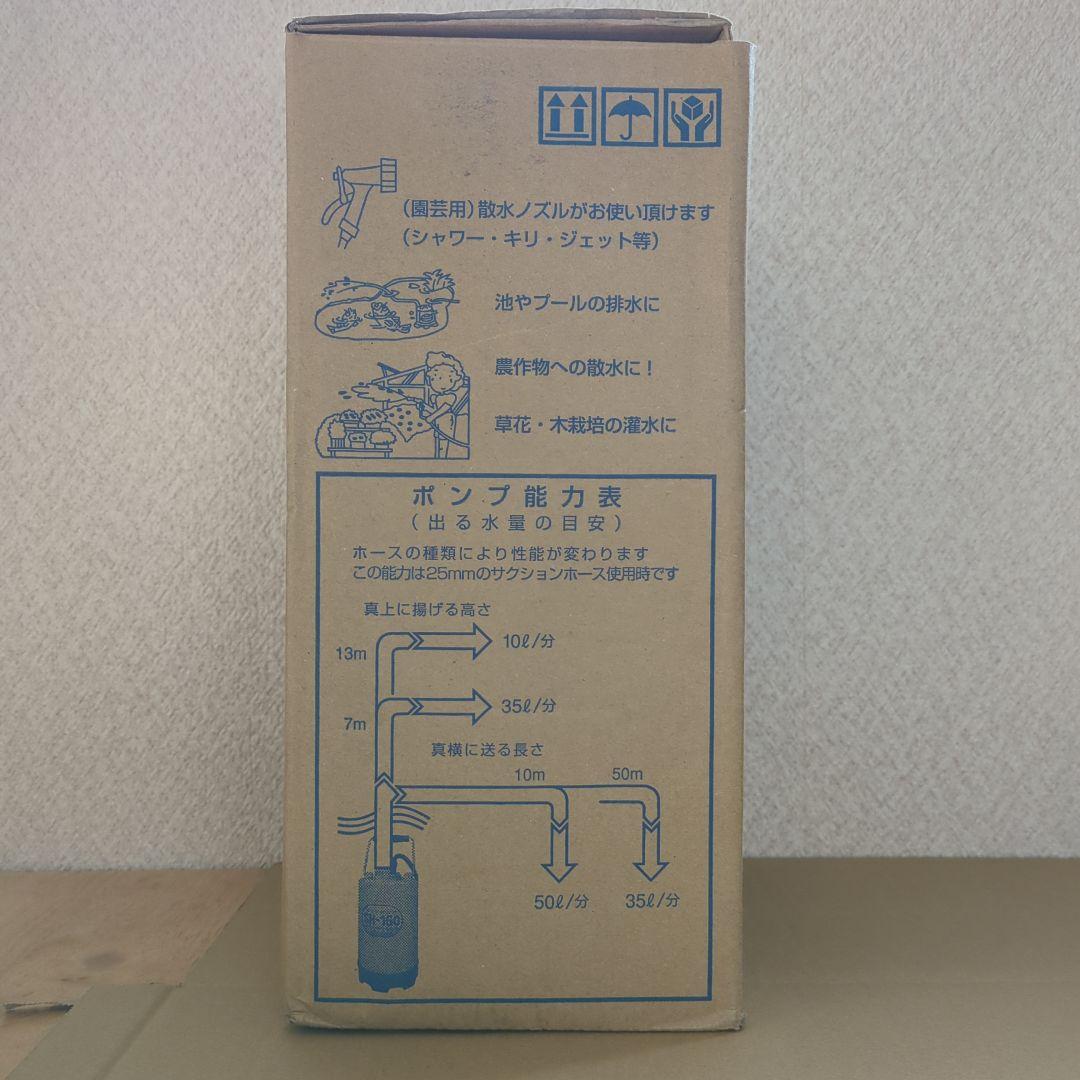 (園芸用)散水ノズルがお使い頂けます
(シャワー・キリ・ジェット等)
池やプールの排水に
農作物への散水に!
草花・木栽培の灌水に
ポンプ能力表
(出る水量の目安)
ホースの種類により性能が変わります
この能力は25mmのサクションホース使用時です
真上に揚げる高さ
13m
10ℓ/分
7m
35ℓ/分
真横に送る長さ
10m
50m
50ℓ/分
35ℓ/分